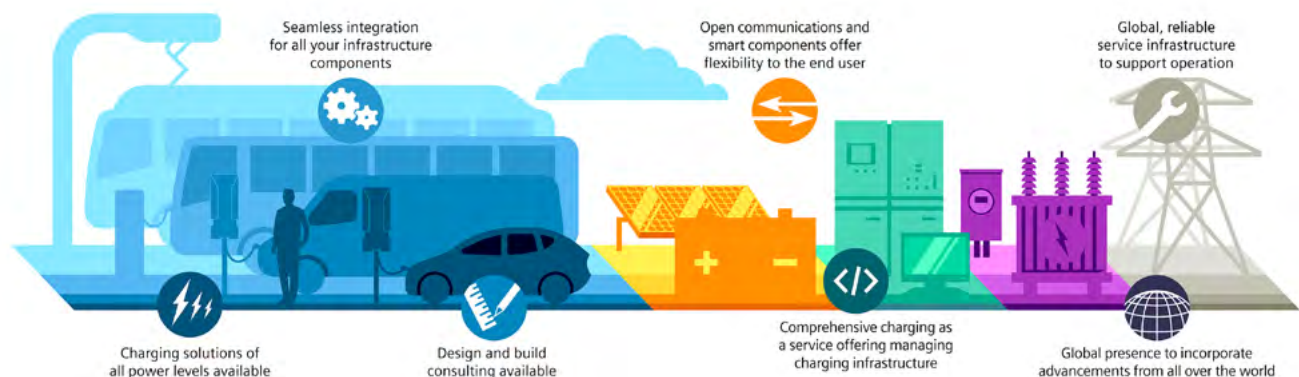 Seamless integration
for all your infrastructure
components
Open communications and
smart components offer
flexibility to the end user
Global, reliable
service infrastructure
to support operation
+
−
</>
Charging solutions of
all power levels available
Design and build
consulting available
Comprehensive charging as
a service offering managing
charging infrastructure
Global presence to incorporate
advancements from all over the world